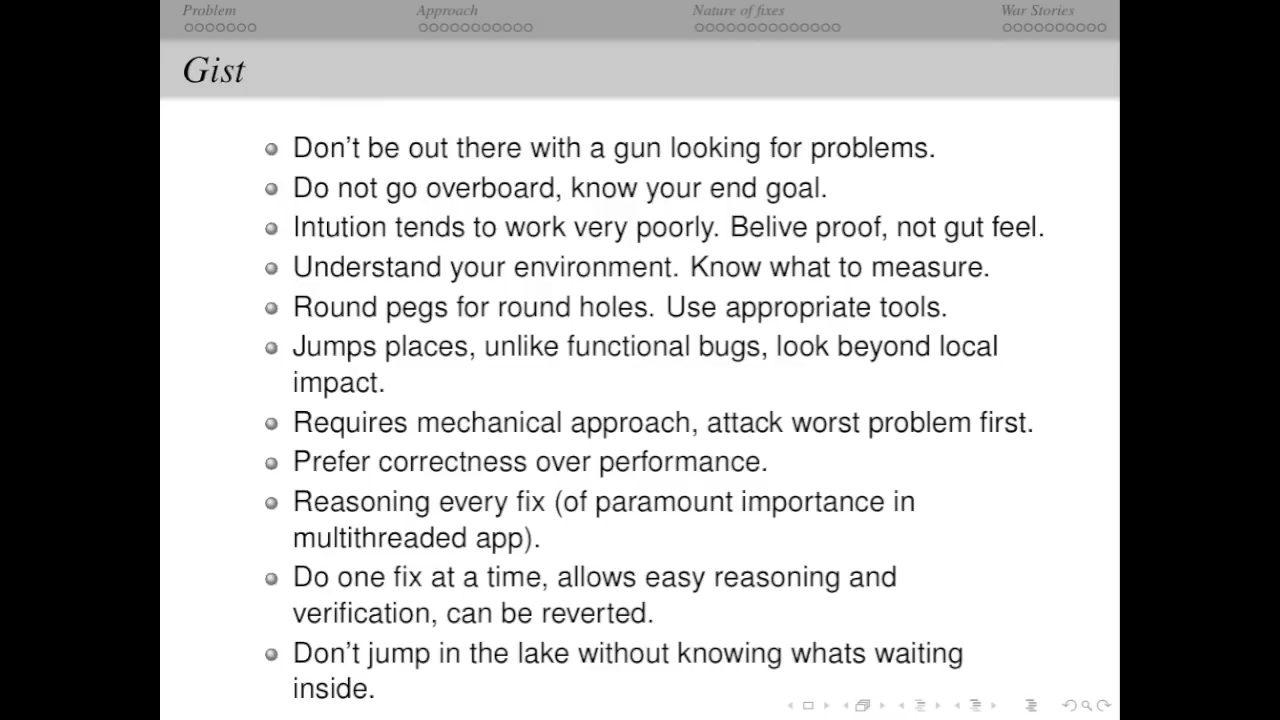 Problem Approach Nature of fixes War Stories
Gist
Don't be out there with a gun looking for problems.
Do not go overboard, know your end goal.
Intution tends to work very poorly. Belive proof, not gut feel.
Understand your environment. Know what to measure.
Round pegs for round holes. Use appropriate tools.
Jumps places, unlike functional bugs, look beyond local
impact.
Requires mechanical approach, attack worst problem first.
Prefer correctness over performance.
Reasoning every fix (of paramount importance in
multithreaded app).
Do one fix at a time, allows easy reasoning and
verification, can be reverted.
Don't jump in the lake without knowing whats waiting
inside.